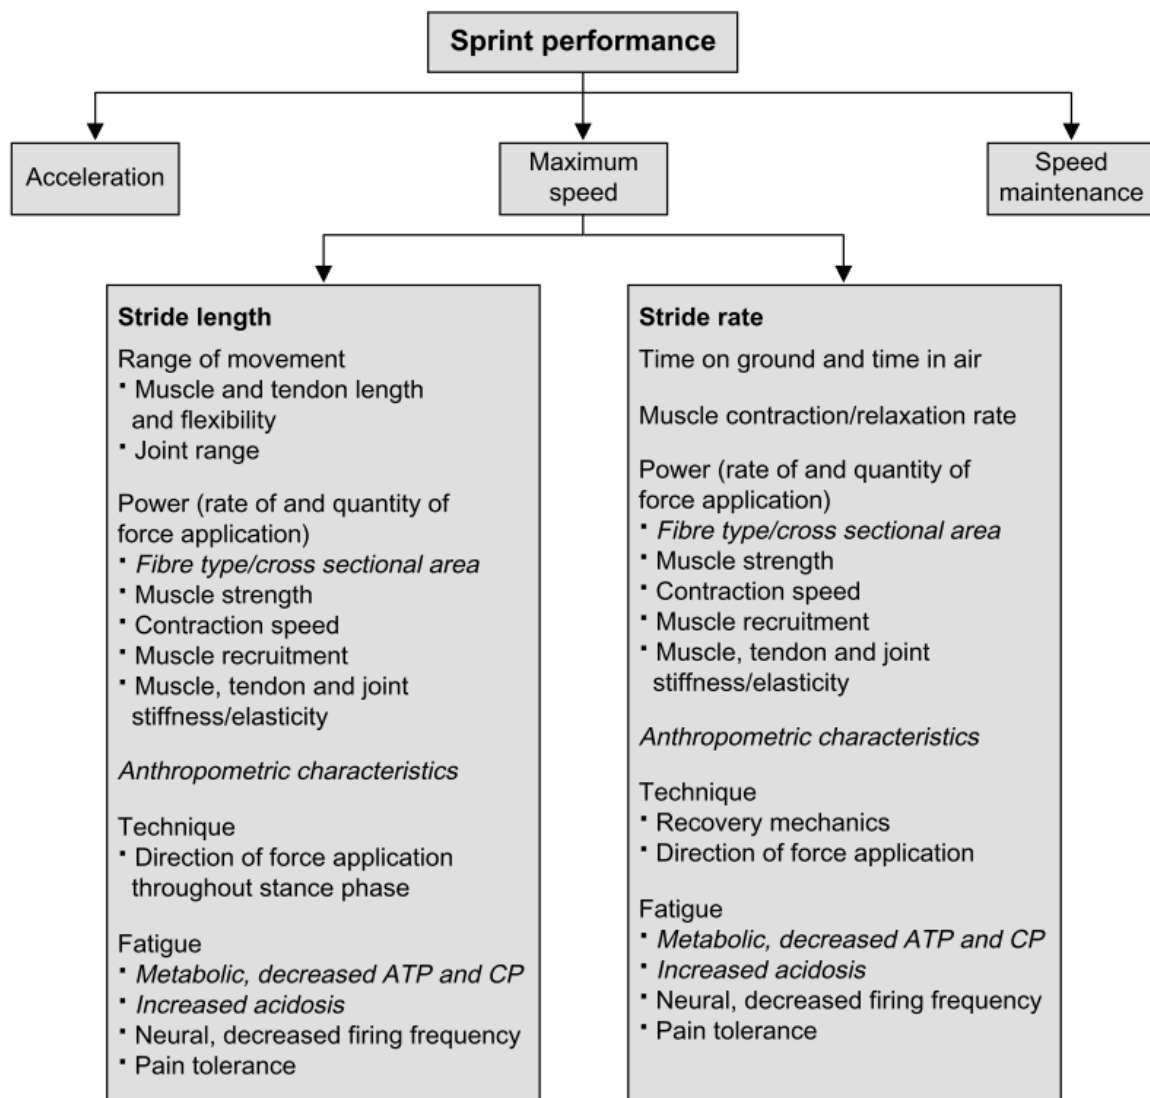 Sprint performance
Acceleration
Maximum
speed
Speed
maintenance
Stride length
Range of movement
▪ Muscle and tendon length
and flexibility
▪ Joint range
Power (rate of and quantity of
force application)
▪ Fibre type/cross sectional area
▪ Muscle strength
▪ Contraction speed
▪ Muscle recruitment
▪ Muscle, tendon and joint
stiffness/elasticity
Anthropometric characteristics
Technique
▪ Direction of force application
throughout stance phase
Fatigue
▪ Metabolic, decreased ATP and CP
▪ Increased acidosis
▪ Neural, decreased firing frequency
▪ Pain tolerance
Stride rate
Time on ground and time in air
Muscle contraction/relaxation rate
Power (rate of and quantity of
force application)
▪ Fibre type/cross sectional area
▪ Muscle strength
▪ Contraction speed
▪ Muscle recruitment
▪ Muscle, tendon and joint
stiffness/elasticity
Anthropometric characteristics
Technique
▪ Recovery mechanics
▪ Direction of force application
Fatigue
▪ Metabolic, decreased ATP and CP
▪ Increased acidosis
▪ Neural, decreased firing frequency
▪ Pain tolerance